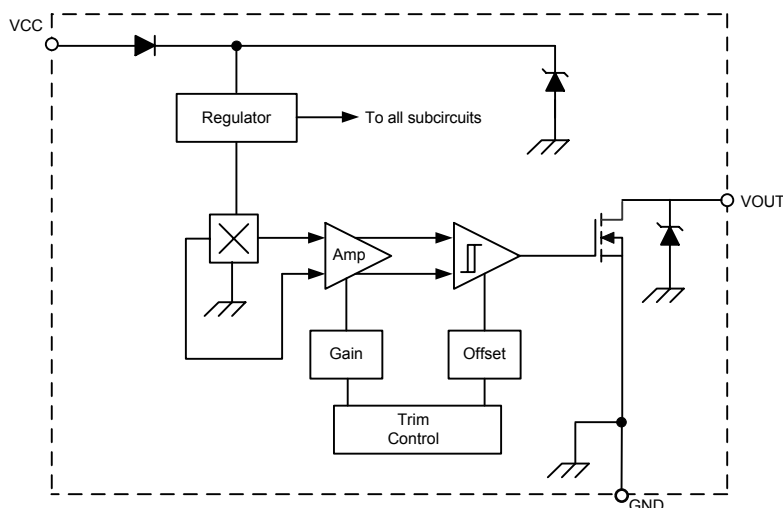 VCC
Regulator
To all subcircuits
VOUT
Amp
Gain
Offset
Trim
Control
GND